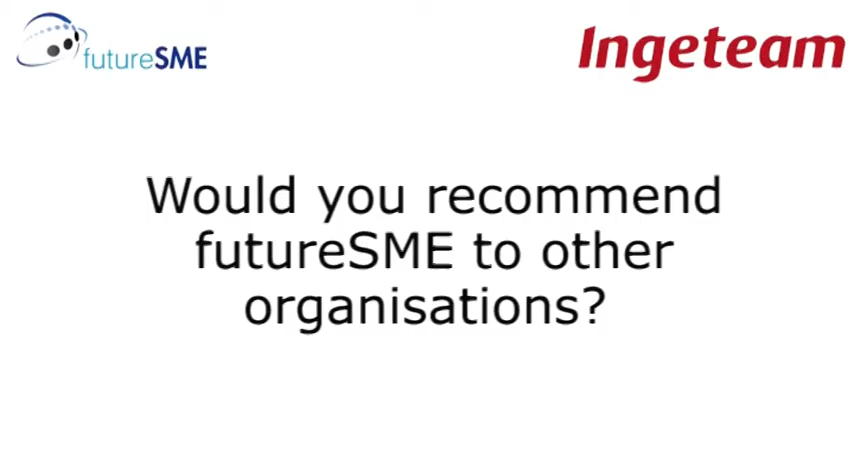 futureSME
Ingeteam
Would you recommend
futureSME to other
organisations?